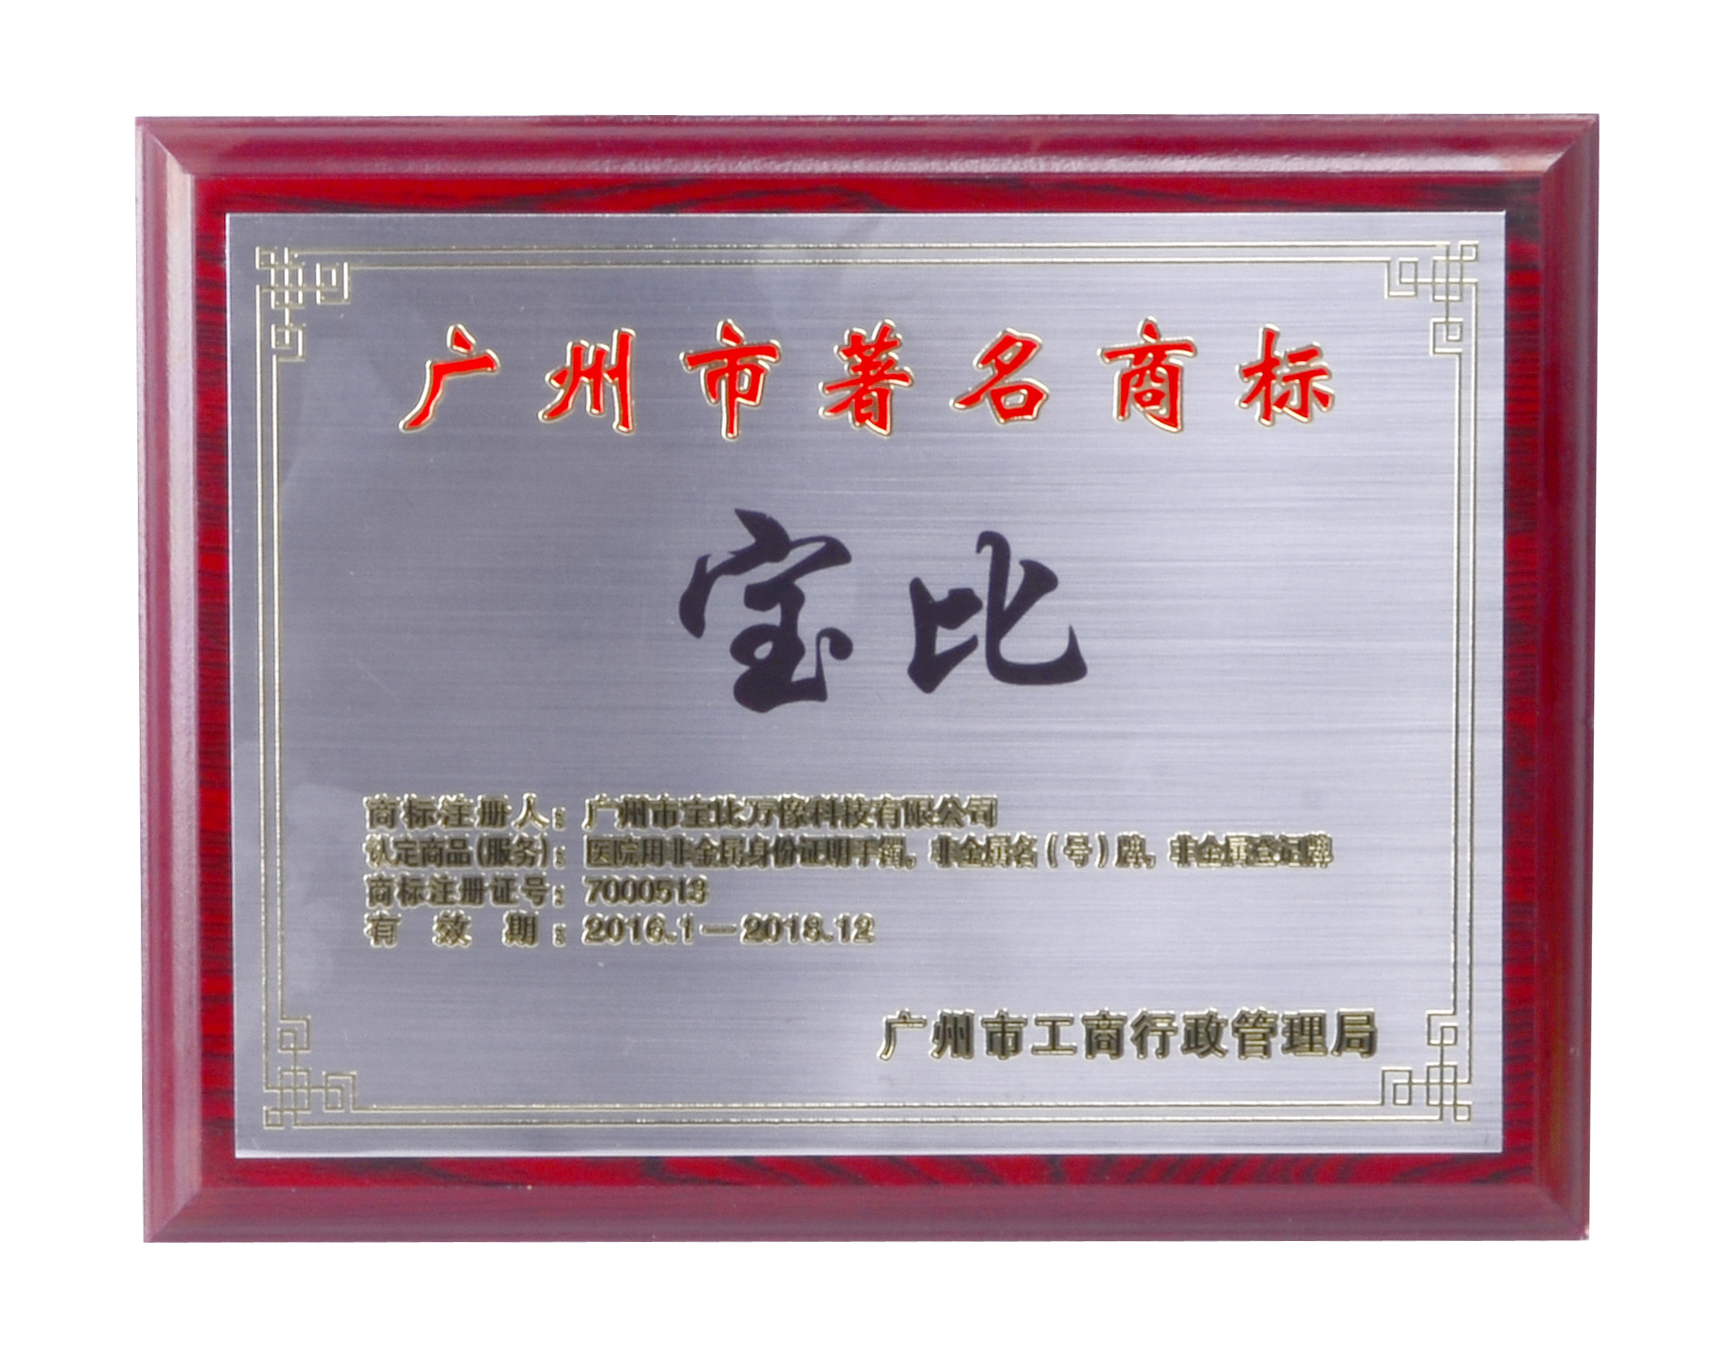 广州市著名商标
宝比
商标注册人：广州市宝比万像科技有限公司
认定商品(服务)：医院用非金属身份证明手镯，非金属名（号）牌，非金属登记牌
商标注册证号：7000513
有效期：2016.1—2018.12
广州市工商行政管理局